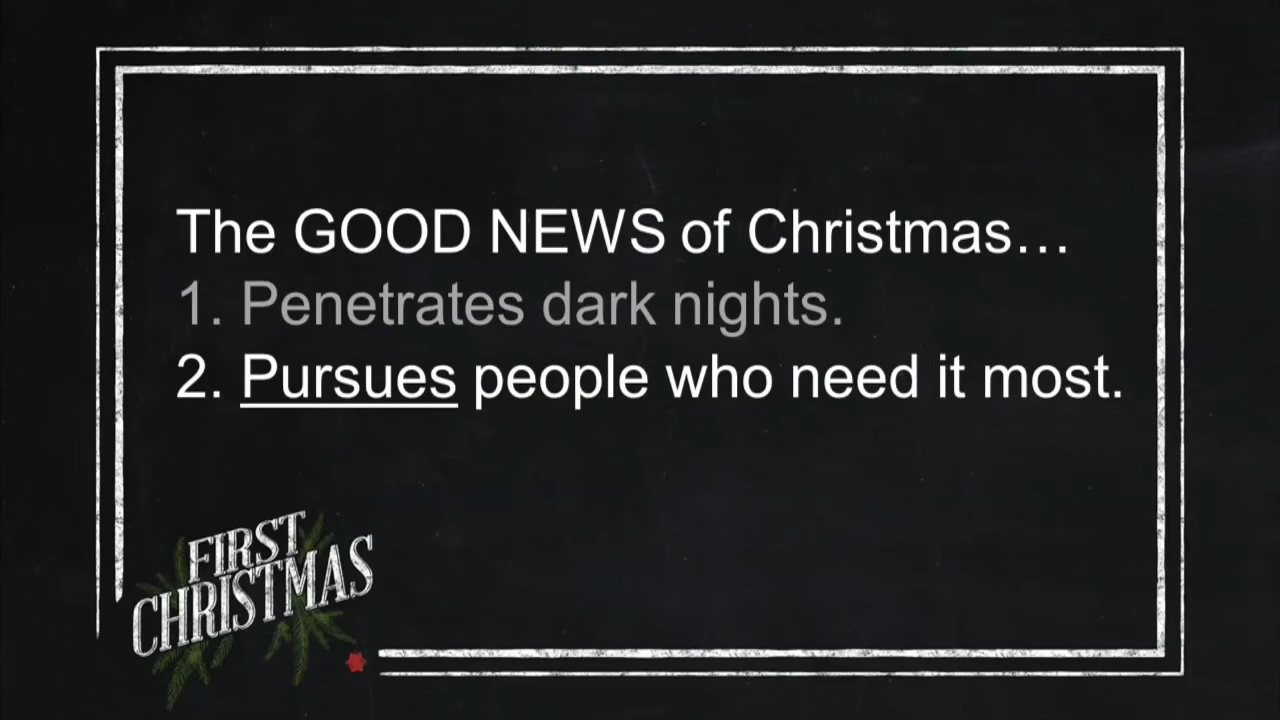 The GOOD NEWS of Christmas…
1. Penetrates dark nights.
2. Pursues people who need it most.
FIRST
CHRISTMAS